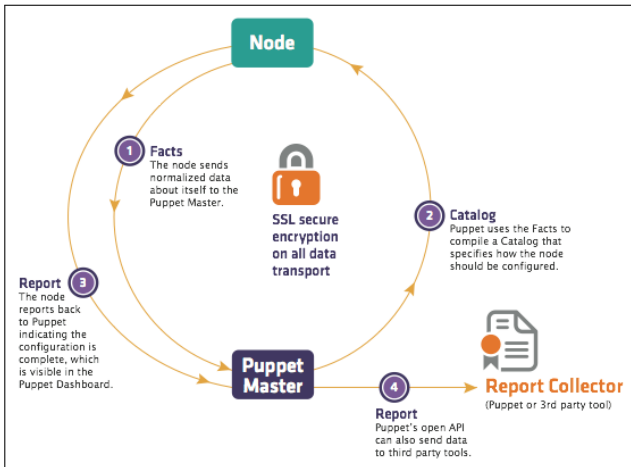 Node
1
Facts
The node sends
normalized data
about itself to the
Puppet Master.
SSL secure
encryption
on all data
transport
2
Catalog
Puppet uses the Facts to
compile a Catalog that
specifies how the node
should be configured.
3
Report
The node
reports back
to Puppet
indicating the
configuration is
complete, which
is visible in the
Puppet Dashboard.
Puppet
Master
4
Report
Puppet's open API
can also send data
to third party tools.
Report Collector
(Puppet or 3rd party tool)